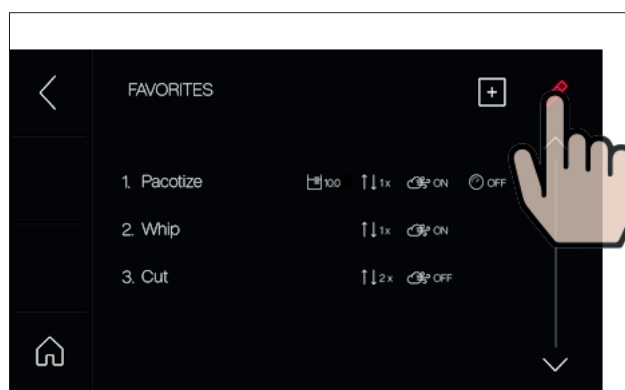 FAVORITES
1. Pacotize 100 1x ON OFF
2. Whip 1x ON
3. Cut 2x OFF